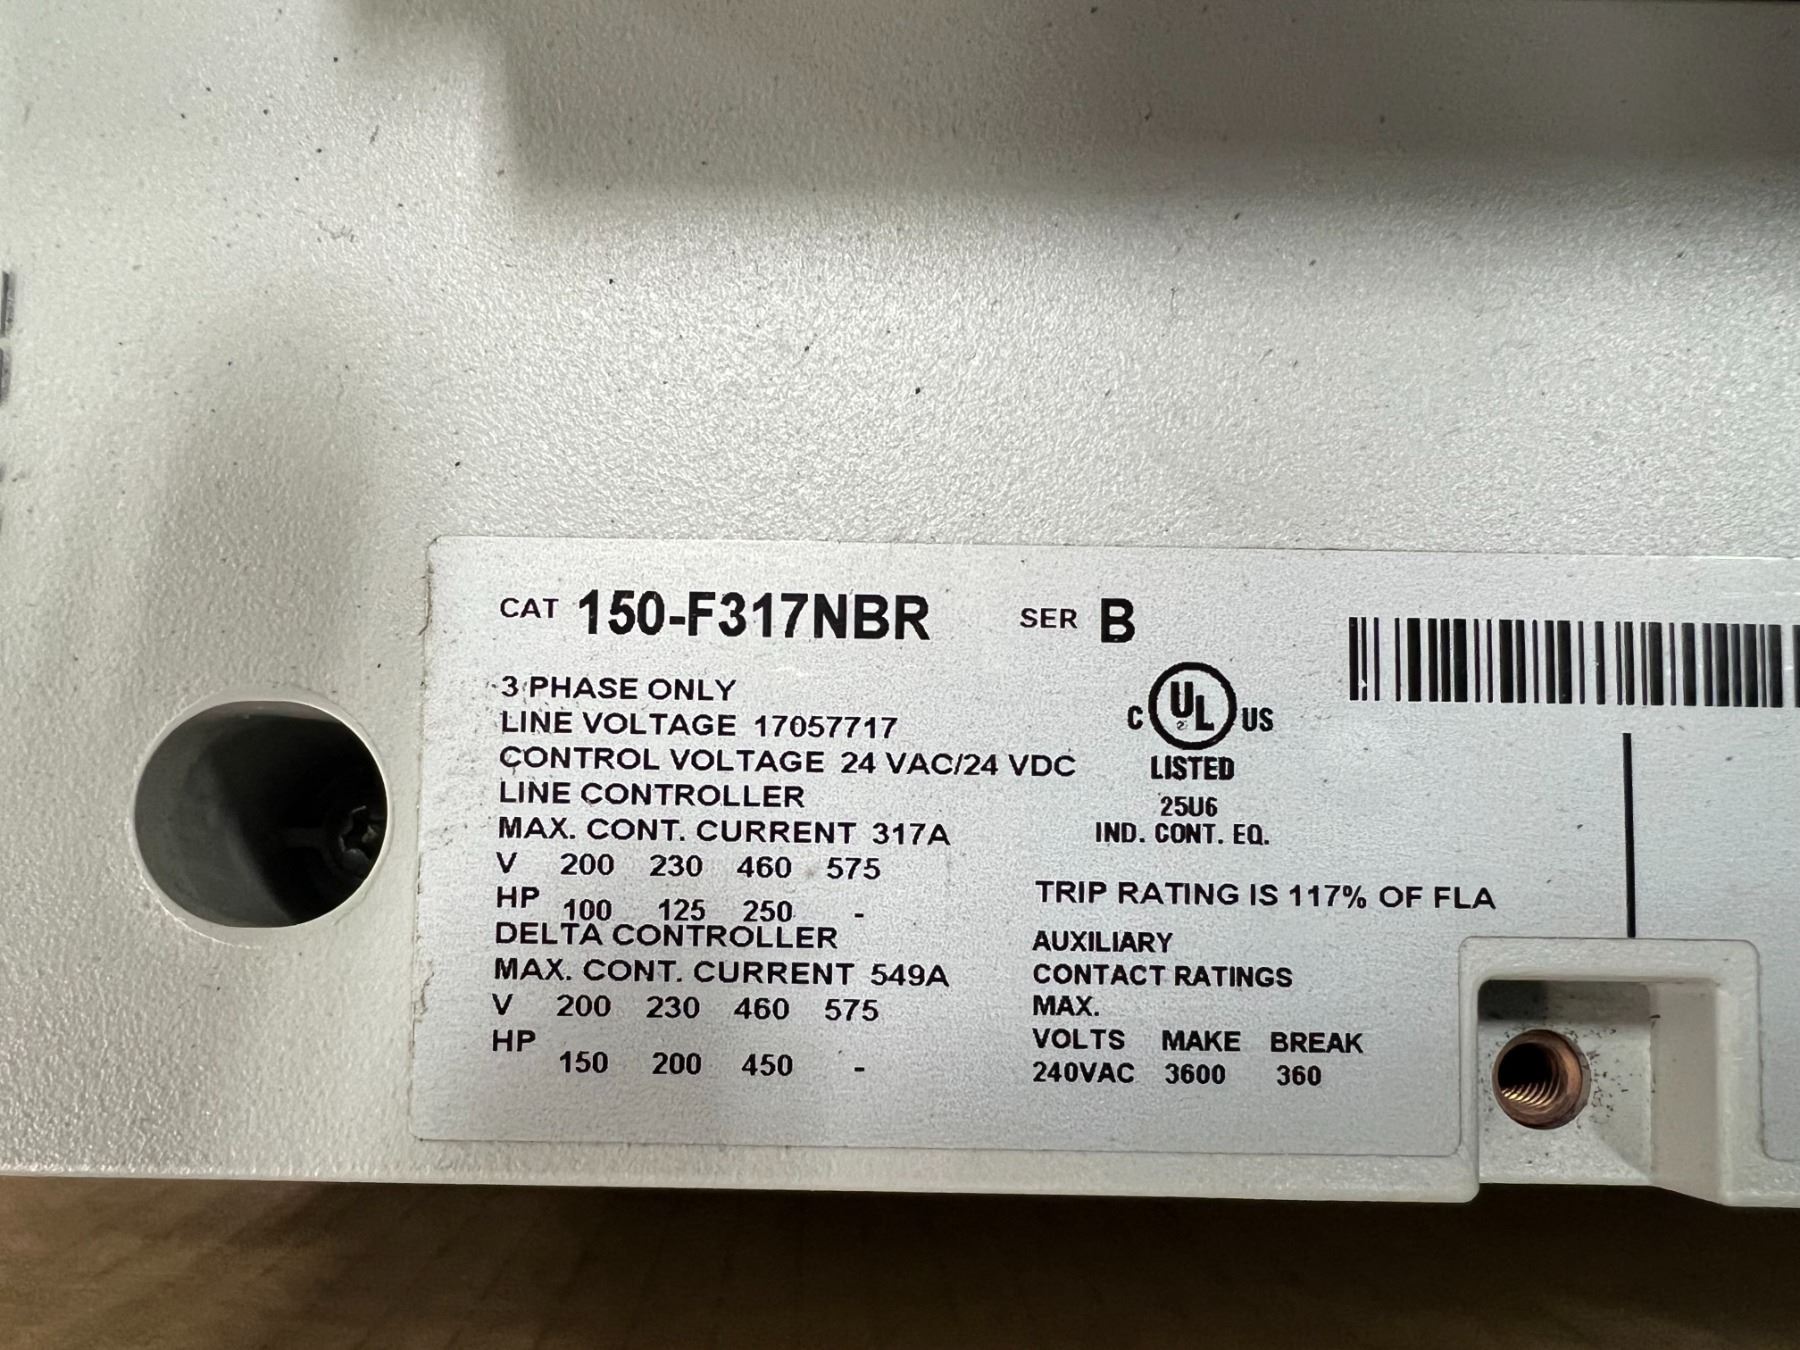 CAT 150-F317NBR SER B
3 PHASE ONLY
LINE VOLTAGE 17057717
CONTROL VOLTAGE 24 VAC/24 VDC
LINE CONTROLLER
MAX. CONT. CURRENT 317A
V 200 230 460 575
HP 100 125 250 -
DELTA CONTROLLER
MAX. CONT. CURRENT 549A
V 200 230 460 575
HP 150 200 450 -
C UL US
LISTED
25U6
IND. CONT. EQ.
TRIP RATING IS 117% OF FLA
AUXILIARY
CONTACT RATINGS
MAX.
VOLTS MAKE BREAK
240VAC 3600 360